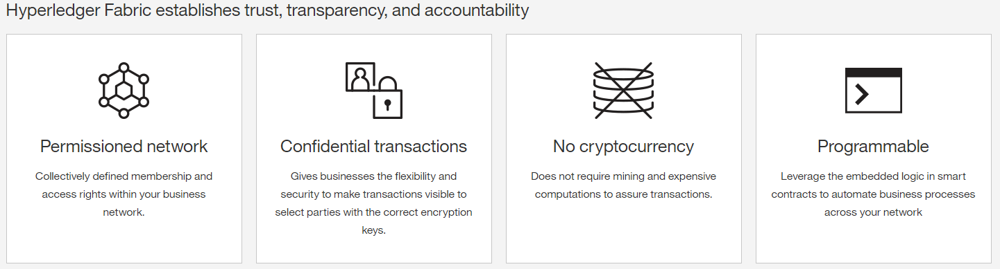 Hyperledger Fabric establishes trust, transparency, and accountability
Permissioned network
Collectively defined membership and
access rights within your business
network.
Confidential transactions
Gives businesses the flexibility and
security to make transactions visible to
select parties with the correct encryption
keys.
No cryptocurrency
Does not require mining and expensive
computations to assure transactions.
Programmable
Leverage the embedded logic in smart
contracts to automate business processes
across your network